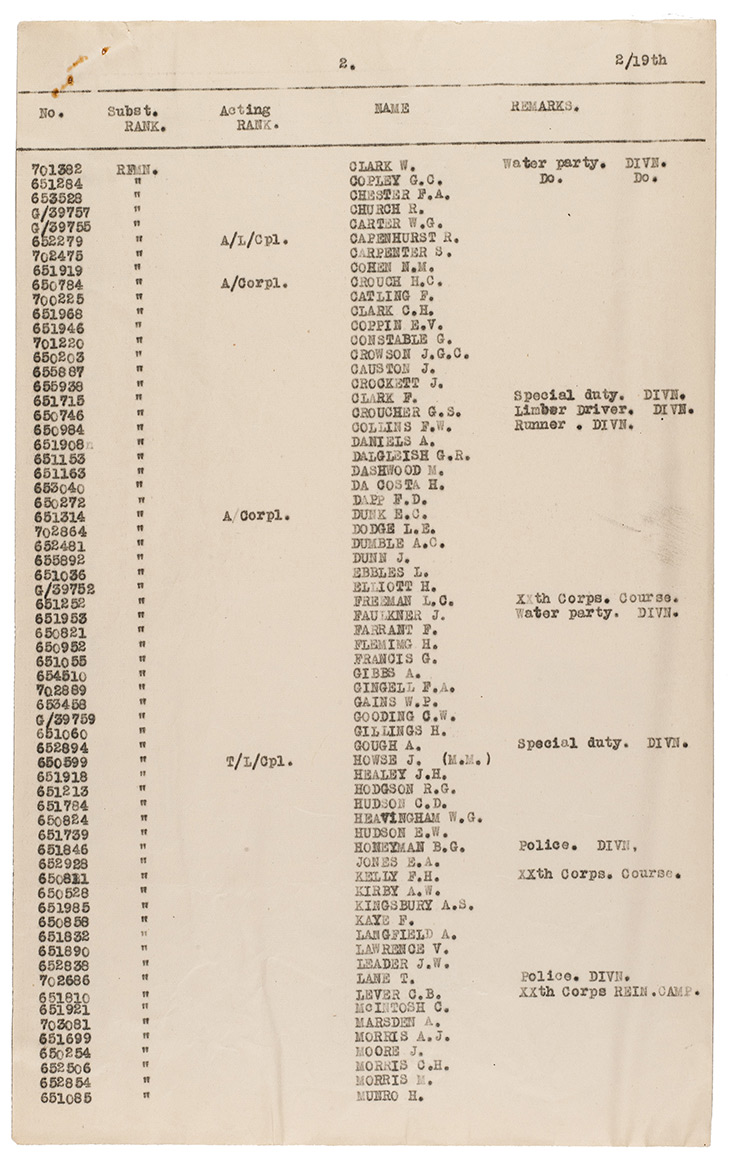 2. 2/19th
No. Subst. RANK. Acting RANK. NAME REMARKS.
701382 RFMN. CLARK W. Water party. DIVN.
651284 " COPLEY G.C. Do. Do.
653528 " CHESTER F.A.
G/39757 " CHURCH R.
G/39755 " CARTER W.G.
652279 " A/L/Cpl. CAPENHURST R.
702475 " CARPENTER S.
651919 " COHEN N.M.
650784 " A/Corpl. CROUCH H.C.
700225 " CATLING F.
651968 " CLARK C.H.
651946 " COPPIN E.V.
701220 " CONSTABLE G.
650203 " CROWSON J.G.C.
655887 " CAUSTON J.
655938 " CROCKETT J.
651715 " CLARK F. Special duty. DIVN.
650746 " CROUCHER G.S. Limber Driver. DIVN.
650984 " COLLINS F.W. Runner . DIVN.
651908 " DANIELS A.
651153 " DALGLEISH G.R.
651163 " DASHWOOD M.
653040 " DA COSTA H.
650272 " DAPP F.D.
651314 " A/Corpl. DUNK E.C.
702864 " DODGE L.E.
652481 " DUMBLE A.C.
655892 " DUNN J.
651036 " EBBLES L.
G/39752 " ELLIOTT H.
651252 " FREEMAN L.C. XXth Corps. Course.
651953 " FAULKNER J. Water party. DIVN.
650821 " FARRANT F.
650952 " FLEMIMG H.
651055 " FRANCIS G.
654510 " GIBBS A.
702889 " GINGELL F.A.
653458 " GAINS W.P.
G/39759 " GOODING C.W.
651060 " GILLINGS H.
652894 " GOUGH A. Special duty. DIVN.
650599 " T/L/Cpl. HOWSE J. (M.M.)
651918 " HEALEY J.H.
651213 " HODGSON R.G.
651784 " HUDSON C.D.
650824 " HEAVINGHAM W.G.
651739 " HUDSON E.W.
651846 " HONEYMAN B.G. Police. DIVN,
652928 " JONES E.A.
650811 " KELLY F.H. XXth Corps. Course.
650528 " KIRBY A.W.
651985 " KINGSBURY A.S.
650858 " KAYE F.
651832 " LANGFIELD A.
651890 " LAWRENCE V.
652838 " LEADER J.W.
702686 " LANE T. Police. DIVN.
651810 " LEVER C.B. XXth Corps REIN.CAMP.
651921 " McINTOSH C.
703081 " MARSDEN A.
651699 " MORRIS A.J.
650254 " MOORE J.
652506 " MORRIS C.H.
652854 " MORRIS M.
651085 " MUNRO H.